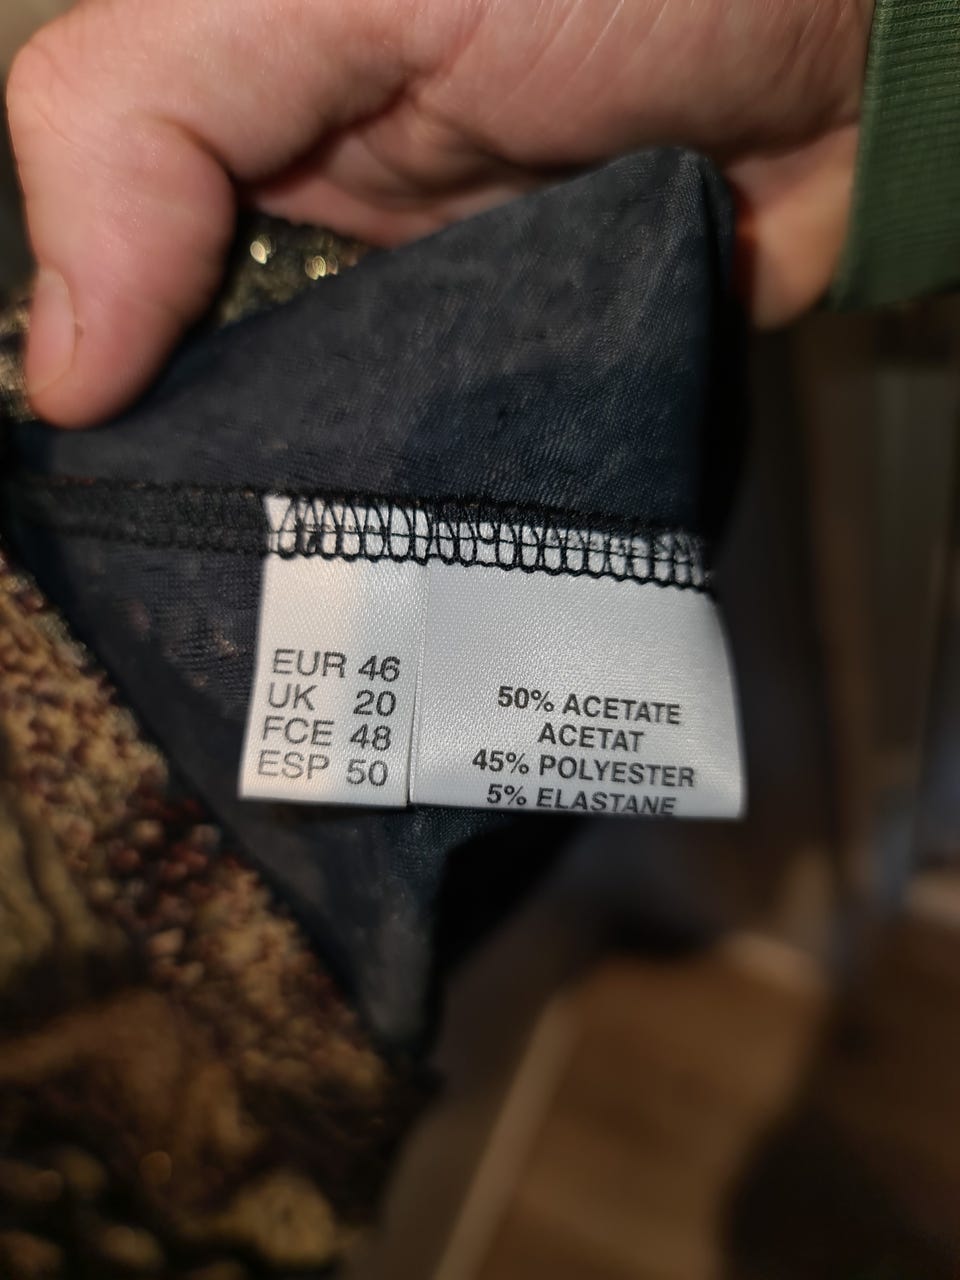 EUR 46
UK 20
FCE 48
ESP 50
50% ACETATE
ACETAT
45% POLYESTER
5% ELASTANE